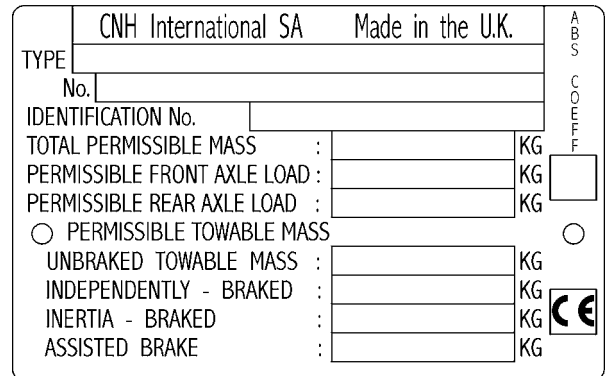 CNH International SA Made in the U.K.
TYPE
No.
IDENTIFICATION No.
TOTAL PERMISSIBLE MASS : KG
PERMISSIBLE FRONT AXLE LOAD : KG
PERMISSIBLE REAR AXLE LOAD : KG
PERMISSIBLE TOWABLE MASS
UNBRAKED TOWABLE MASS : KG
INDEPENDENTLY - BRAKED : KG
INERTIA - BRAKED : KG
ASSISTED BRAKE : KG
ABS COEFF
CE